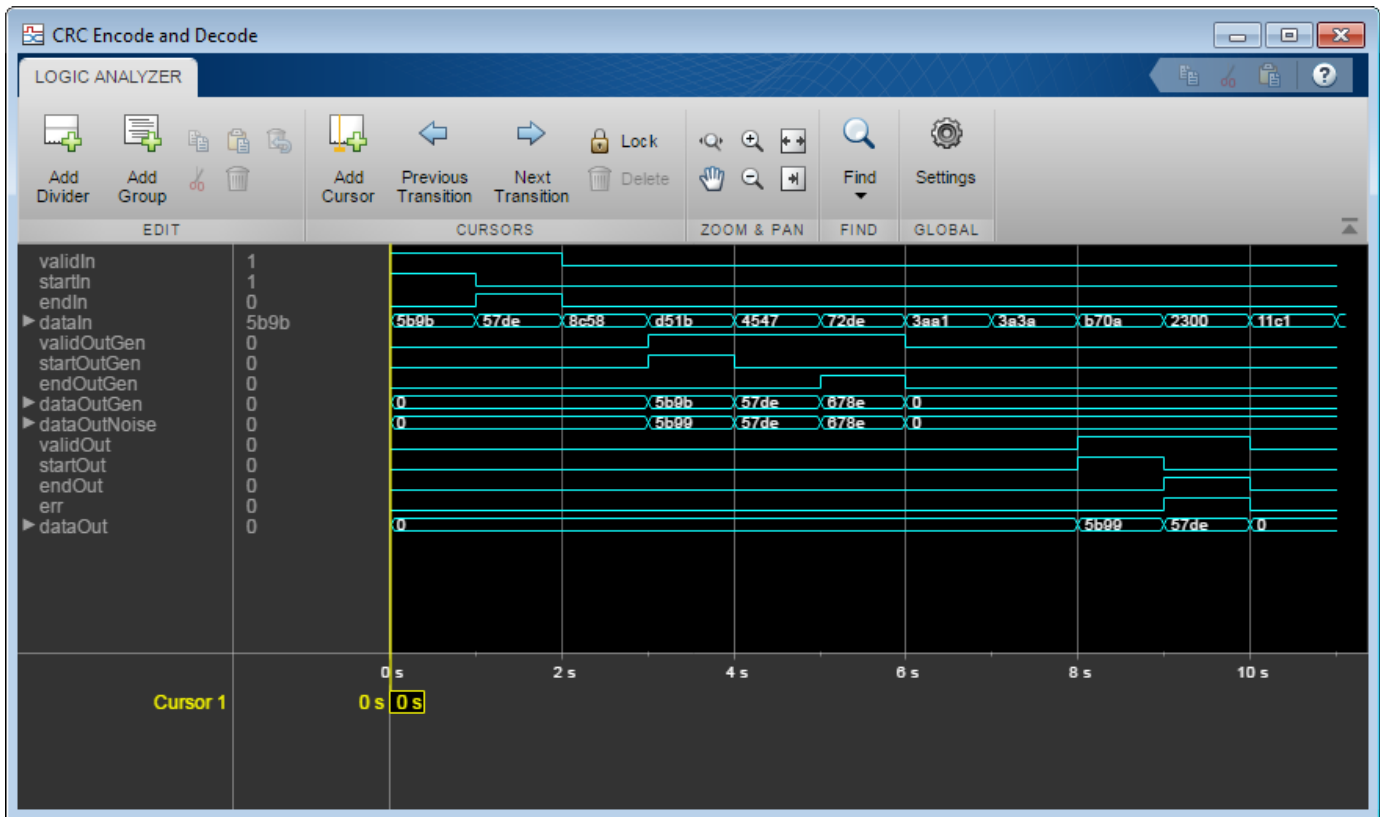 CRC Encode and Decode
LOGIC ANALYZER
?
Add Divider
Add Group
Add Cursor
Previous Transition
Next Transition
Lock
Delete
Find
Settings
EDIT CURSORS ZOOM & PAN FIND GLOBAL
validIn 1
startIn 1
endIn 0
dataIn 5b9b 5b9b 57de 8c58 d51b 4547 72de 3aa1 3a3a b70a 2300 11c1
validOutGen 0
startOutGen 0
endOutGen 0
dataOutGen 0 0 5b9b 57de 678e 0
dataOutNoise 0 0 5b99 57de 678e 0
validOut 0
startOut 0
endOut 0
err 0
dataOut 0 0 5b99 57de 0
0 s 2 s 4 s 6 s 8 s 10 s
Cursor 1 0 s 0 s